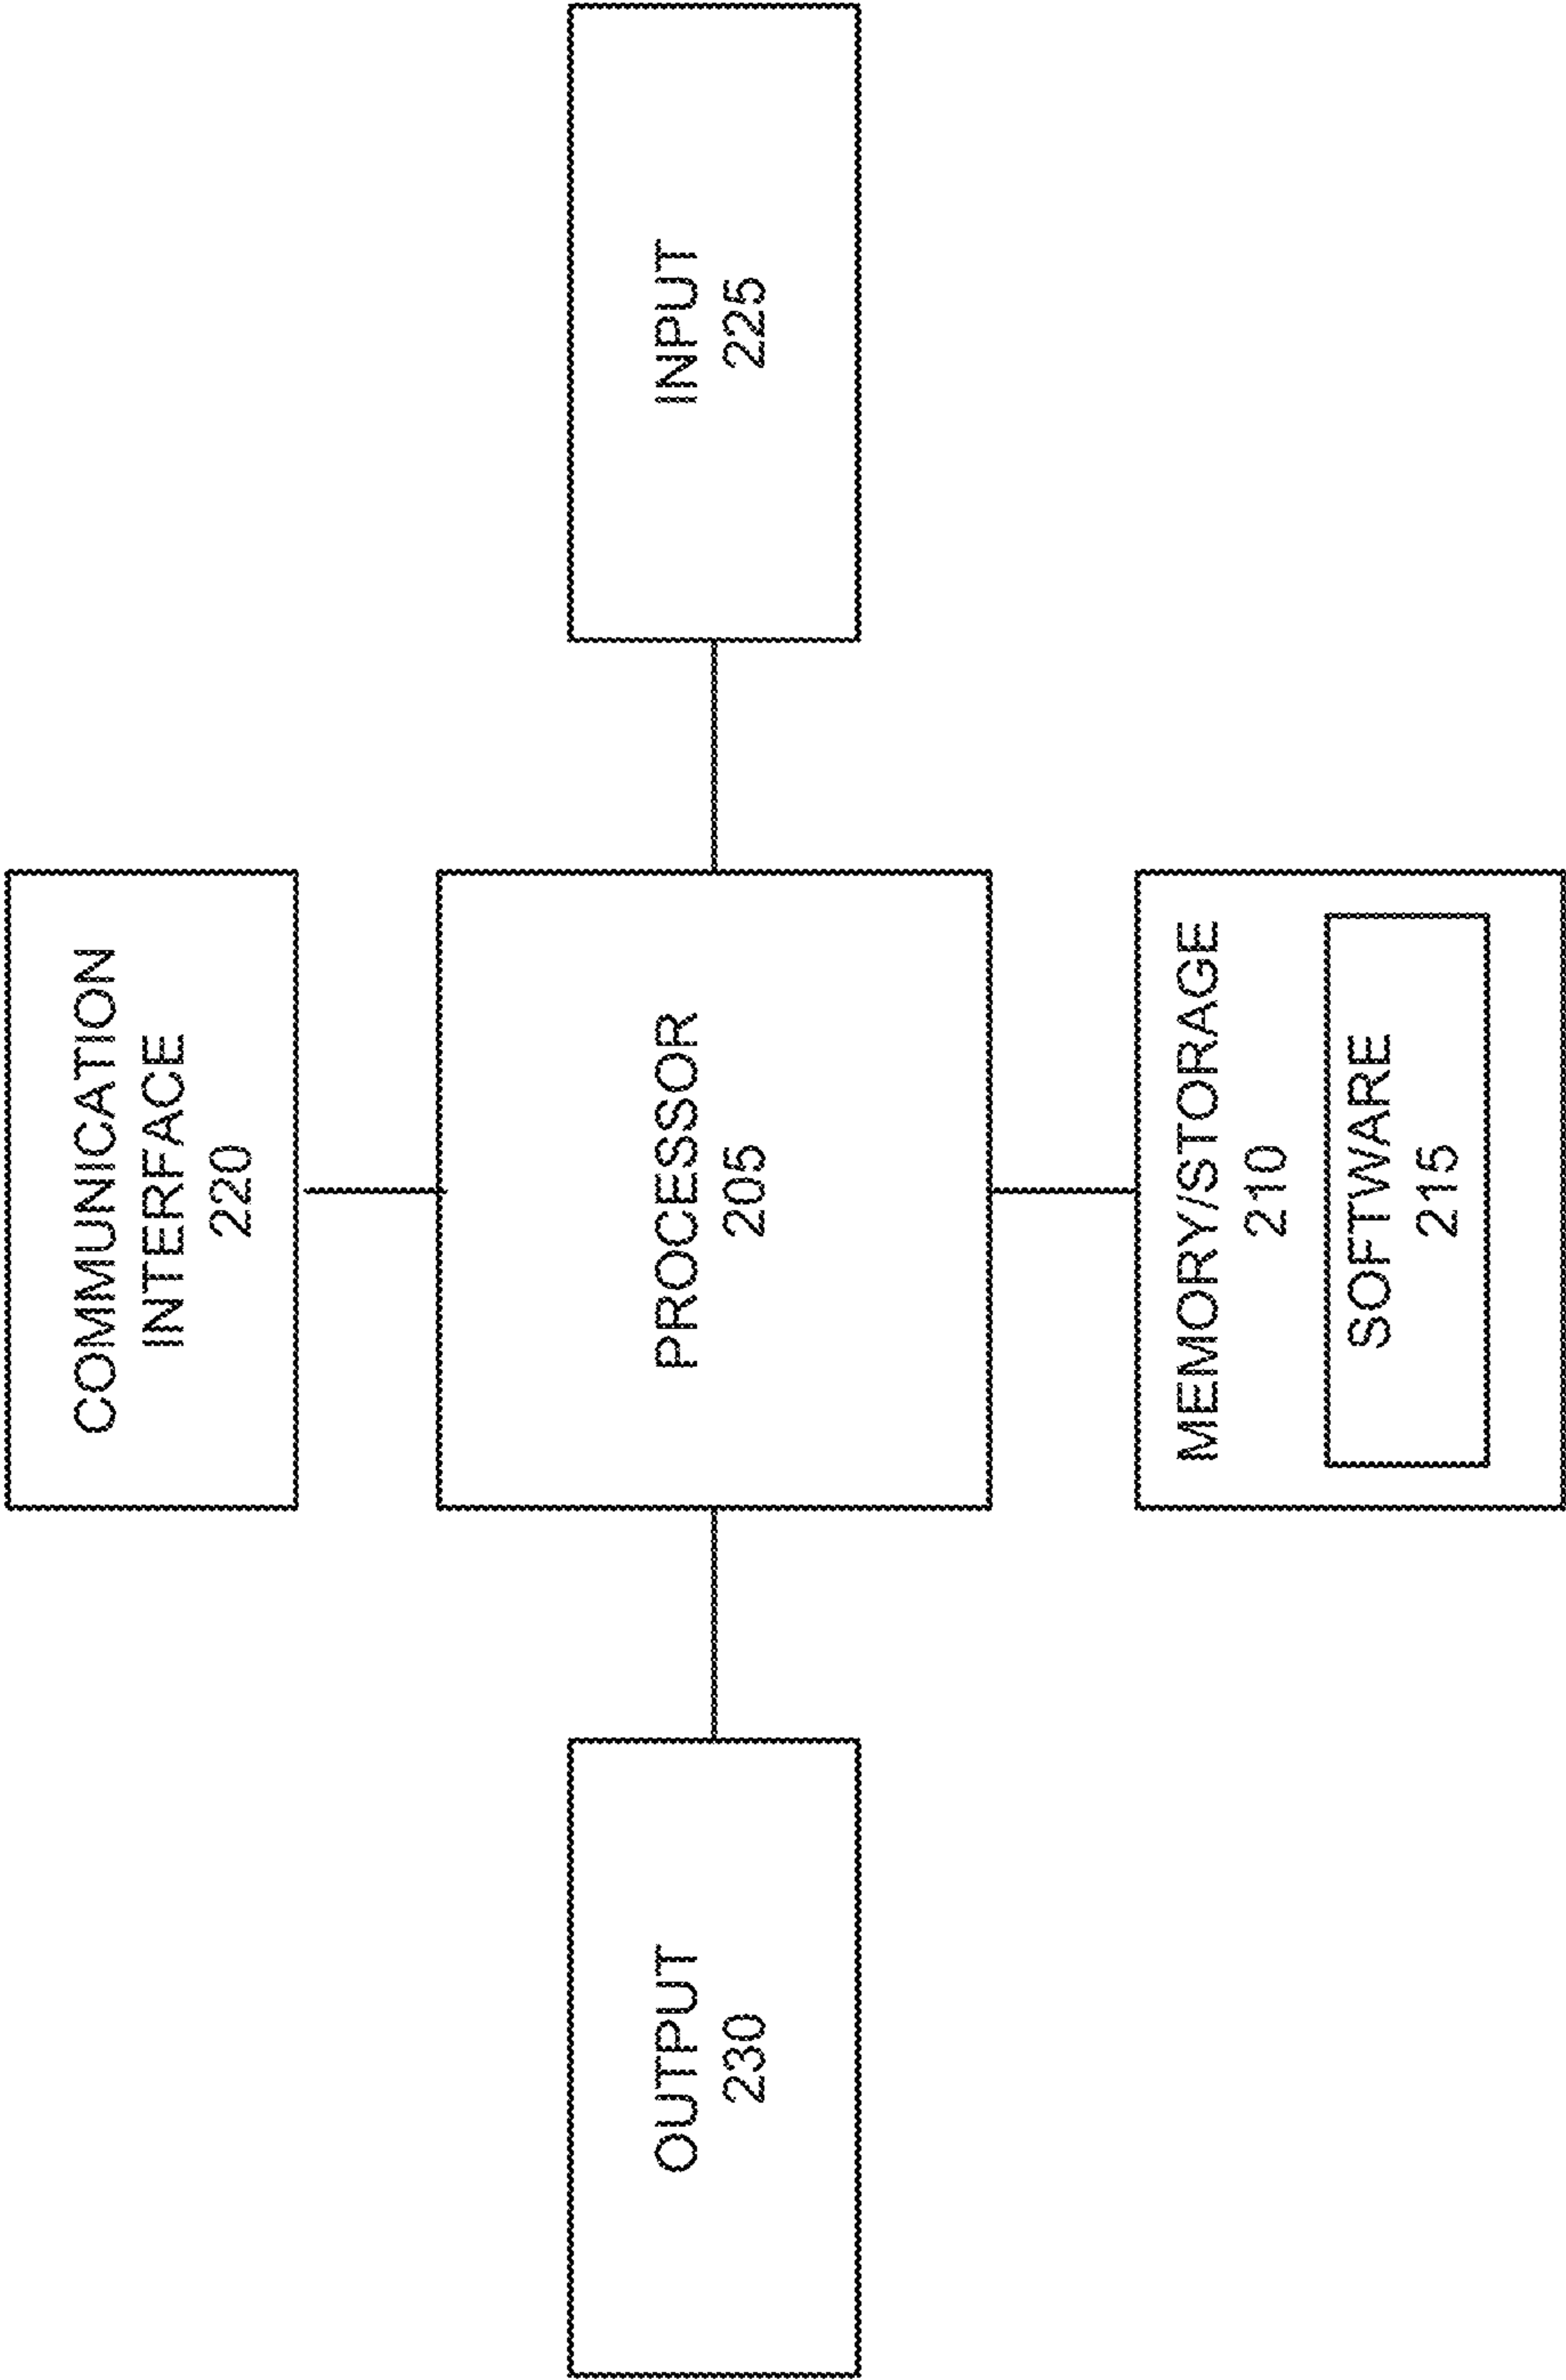 COMMUNICATION
INTERFACE
220
OUTPUT
230
PROCESSOR
205
INPUT
225
MEMORY/STORAGE
210
SOFTWARE
215